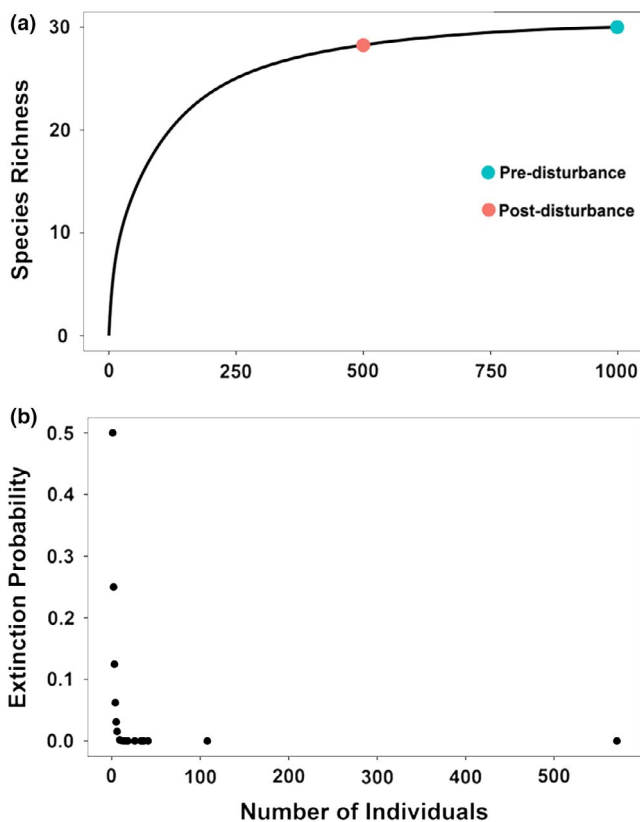 (a)
Species Richness
30
20
10
0
Pre-disturbance
Post-disturbance
0 250 500 750 1000
(b)
Extinction Probability
0.5
0.4
0.3
0.2
0.1
0.0
0 100 200 300 400 500
Number of Individuals